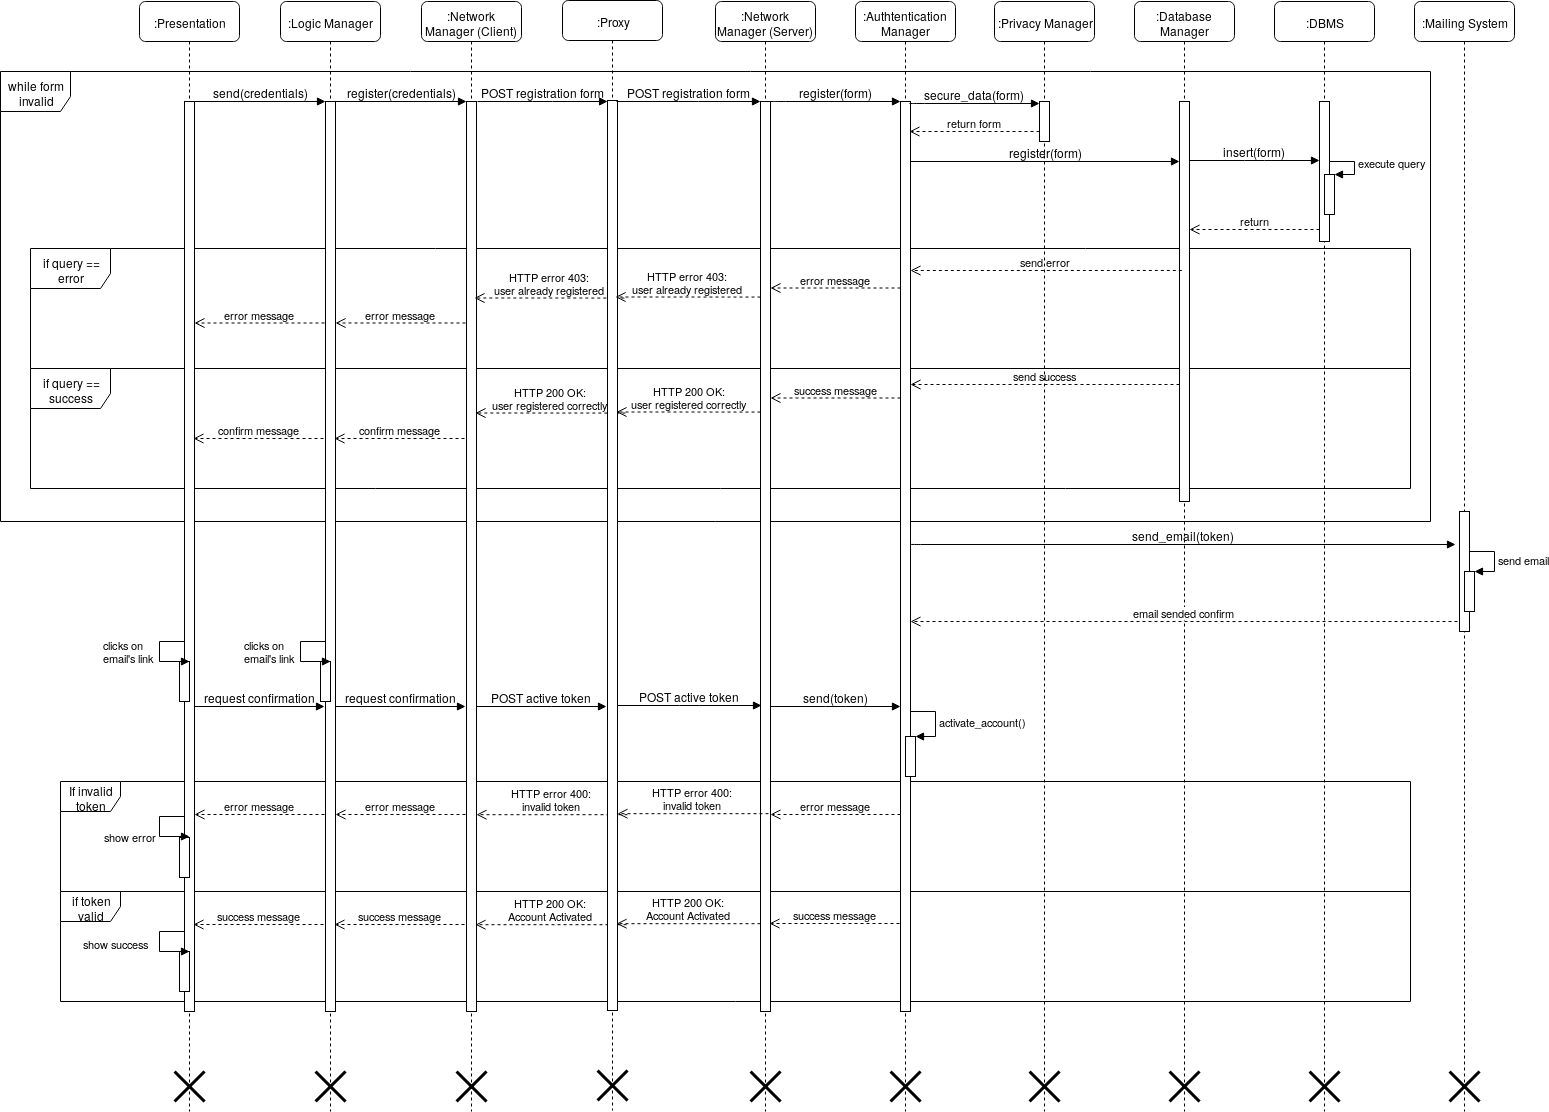 :Presentation
:Logic Manager
:Network
Manager (Client)
:Proxy
:Network
Manager (Server)
:Authtentication
Manager
:Privacy Manager
:Database
Manager
:DBMS
:Mailing System
while form
invalid
send(credentials)
register(credentials)
POST registration form
POST registration form
register(form)
secure_data(form)
return form
register(form)
insert(form)
execute query
return
if query ==
error
send error
HTTP error 403:
user already registered
HTTP error 403:
user already registered
error message
error message
error message
if query ==
success
send success
HTTP 200 OK:
user registered correctly
HTTP 200 OK:
user registered correctly
success message
confirm message
confirm message
send_email(token)
send email
email sended confirm
clicks on
email's link
clicks on
email's link
request confirmation
request confirmation
POST active token
POST active token
send(token)
activate_account()
If invalid
token
error message
error message
HTTP error 400:
invalid token
HTTP error 400:
invalid token
error message
show error
if token
valid
success message
success message
HTTP 200 OK:
Account Activated
HTTP 200 OK:
Account Activated
success message
show success